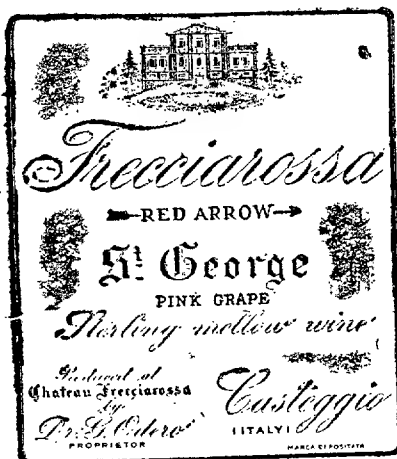 Frecciarossa
RED ARROW
St George
PINK GRAPE
mellow wine
Produced at
Chateau Frecciarossa
by
Dr. G. Odero
PROPRIETOR
Casteggio
(ITALY)
MARCA DEPOSITATA